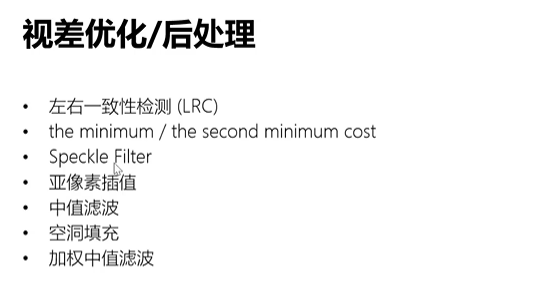 视差优化/后处理
• 左右一致性检测 (LRC)
• the minimum / the second minimum cost
• Speckle Filter
• 亚像素插值
• 中值滤波
• 空洞填充
• 加权中值滤波